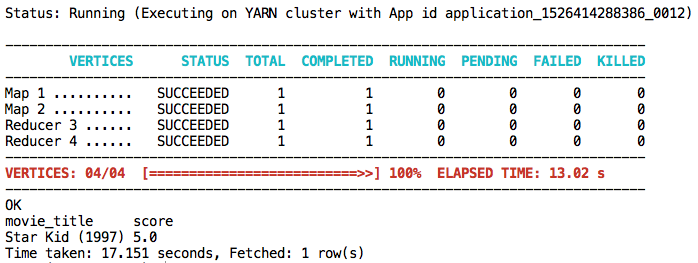 Status: Running (Executing on YARN cluster with App id application_1526414288386_0012)
--------------------------------------------------------------------------------
VERTICES STATUS TOTAL COMPLETED RUNNING PENDING FAILED KILLED
--------------------------------------------------------------------------------
Map 1 .......... SUCCEEDED 1 1 0 0 0 0
Map 2 .......... SUCCEEDED 1 1 0 0 0 0
Reducer 3 ...... SUCCEEDED 1 1 0 0 0 0
Reducer 4 ...... SUCCEEDED 1 1 0 0 0 0
--------------------------------------------------------------------------------
VERTICES: 04/04 [==========================>>] 100% ELAPSED TIME: 13.02 s
--------------------------------------------------------------------------------
OK
movie_title score
Star Kid (1997) 5.0
Time taken: 17.151 seconds, Fetched: 1 row(s)